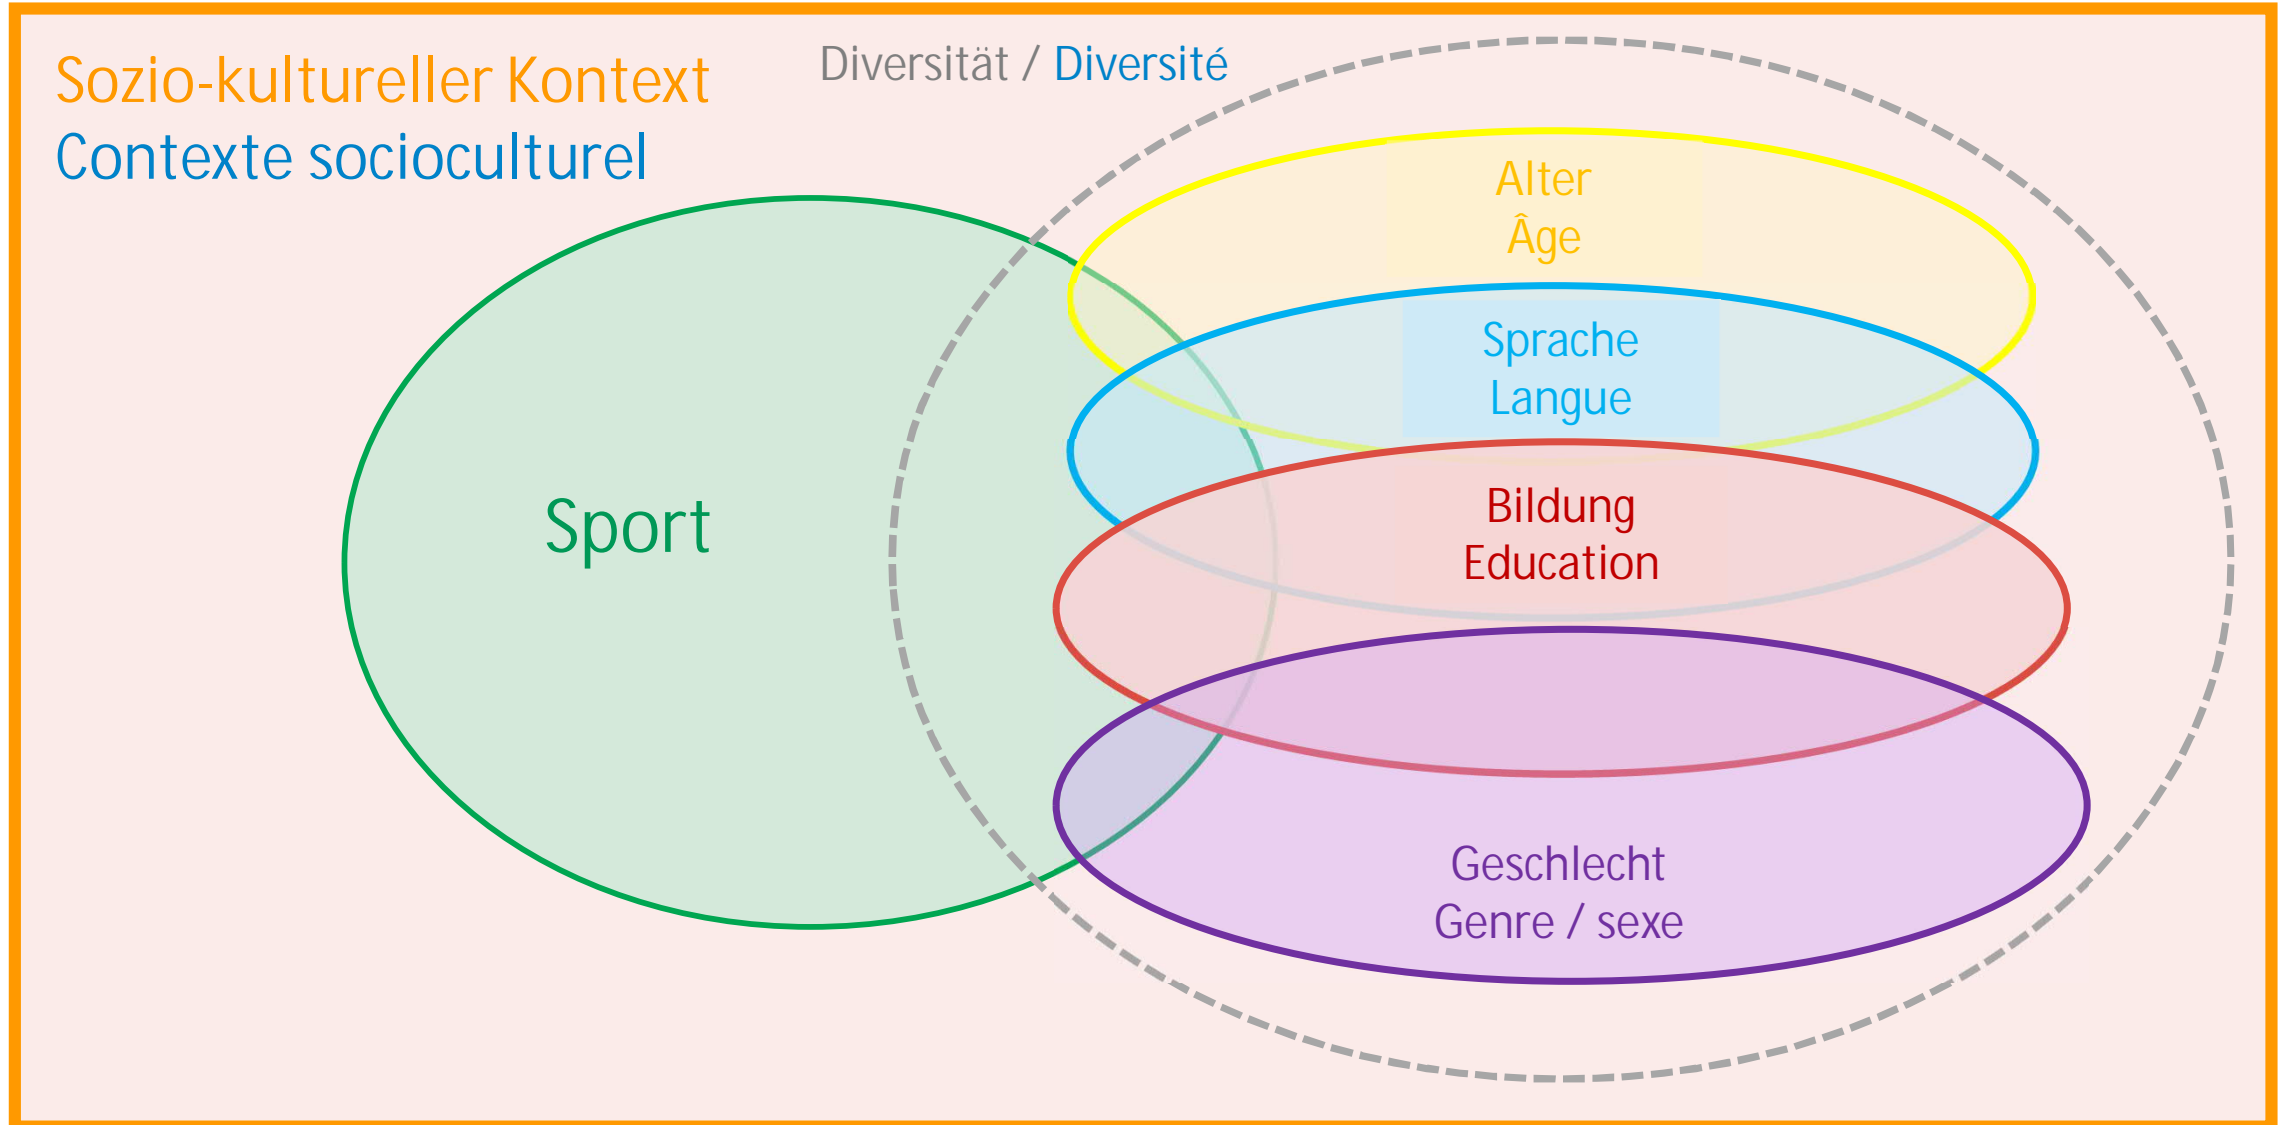 Sozio-kultureller Kontext
Contexte socioculturel
Diversität / Diversité
Alter
Âge
Sprache
Langue
Sport
Bildung
Education
Geschlecht
Genre / sexe